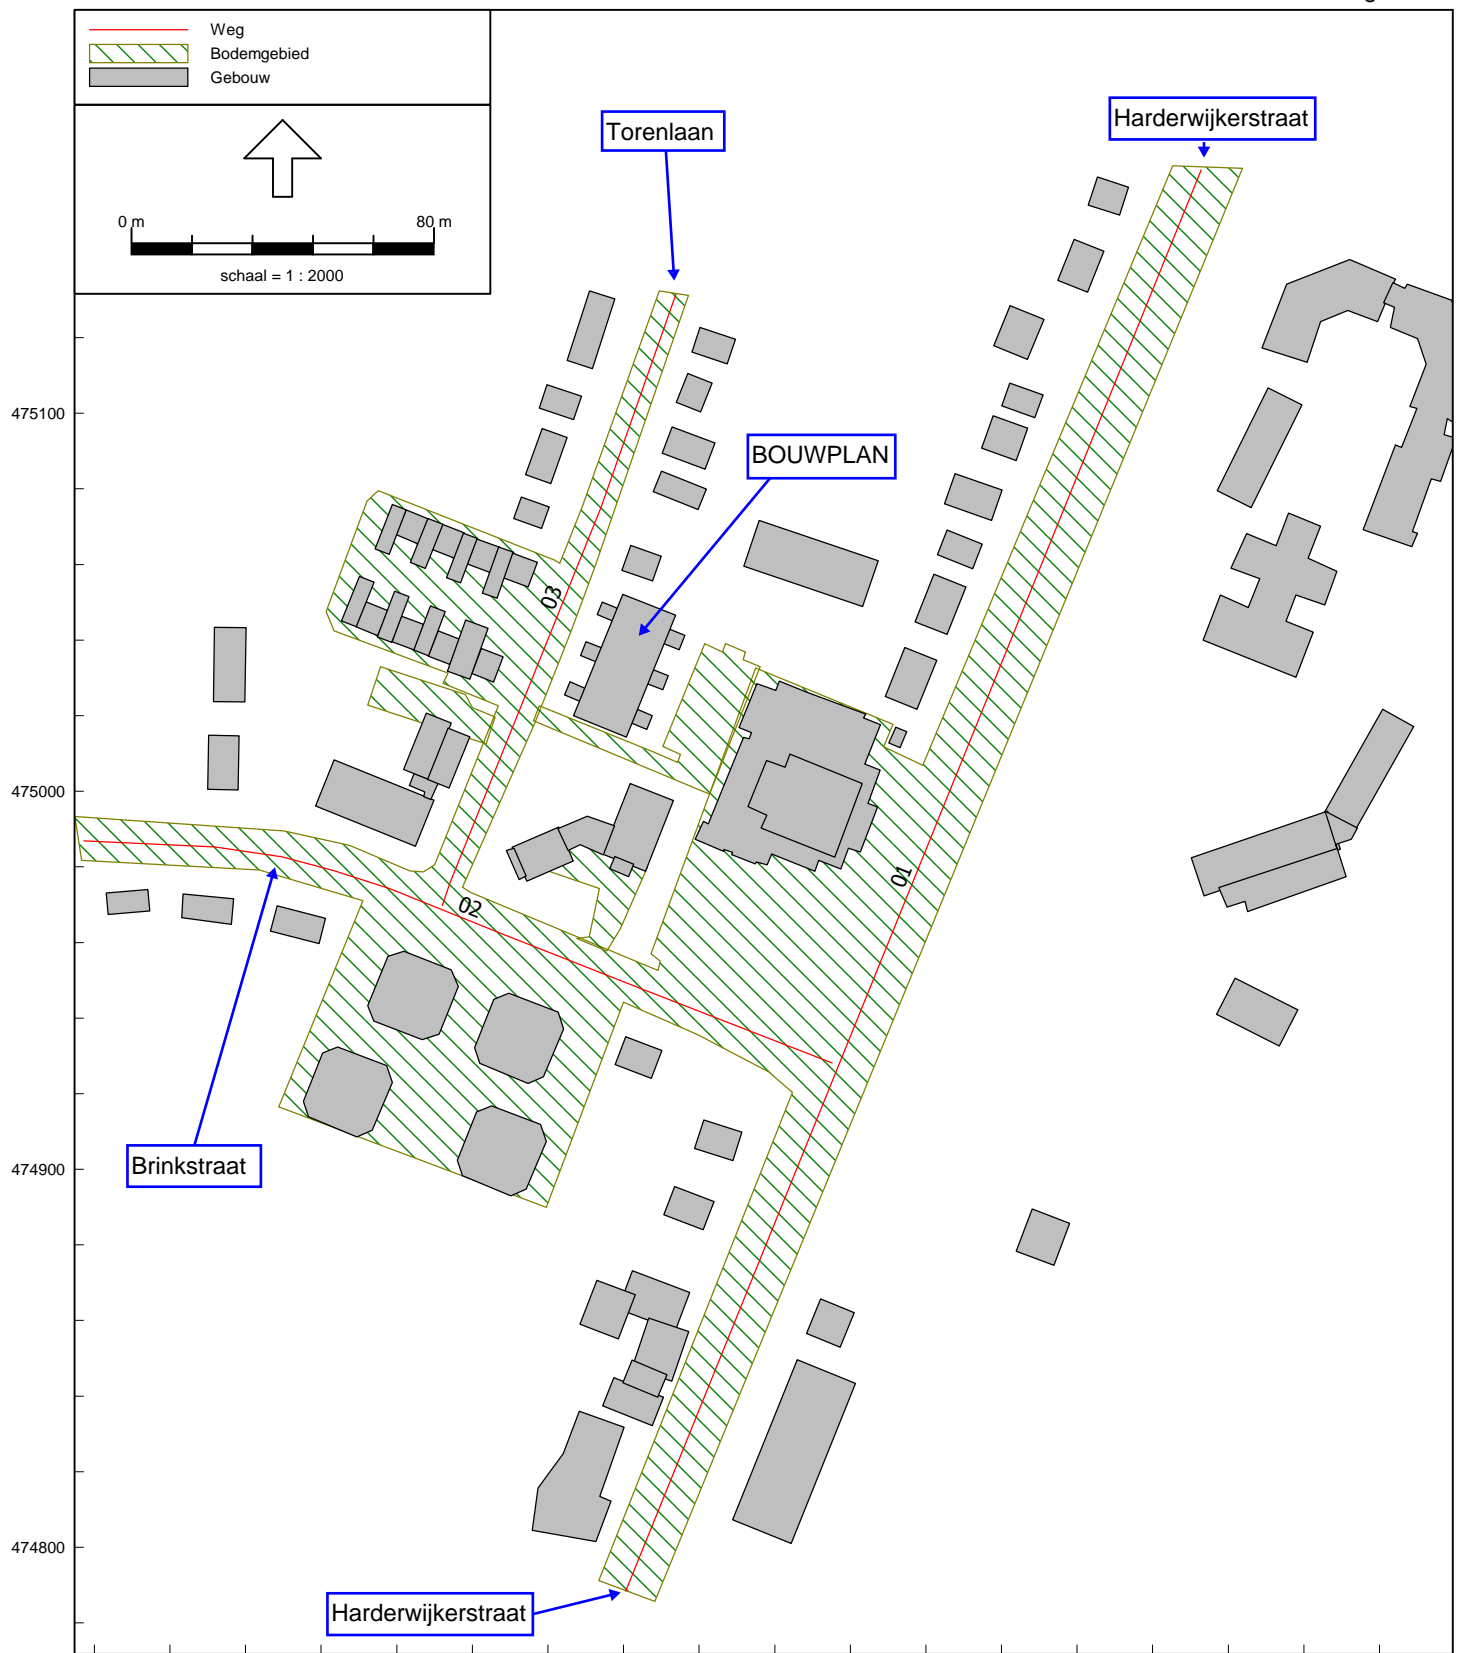 Weg
Bodemgebied
Gebouw
0 m
80 m
schaal = 1 : 2000
Torenlaan
Harderwijkerstraat
475100
BOUWPLAN
03
475000
01
02
474900
Brinkstraat
474800
Harderwijkerstraat